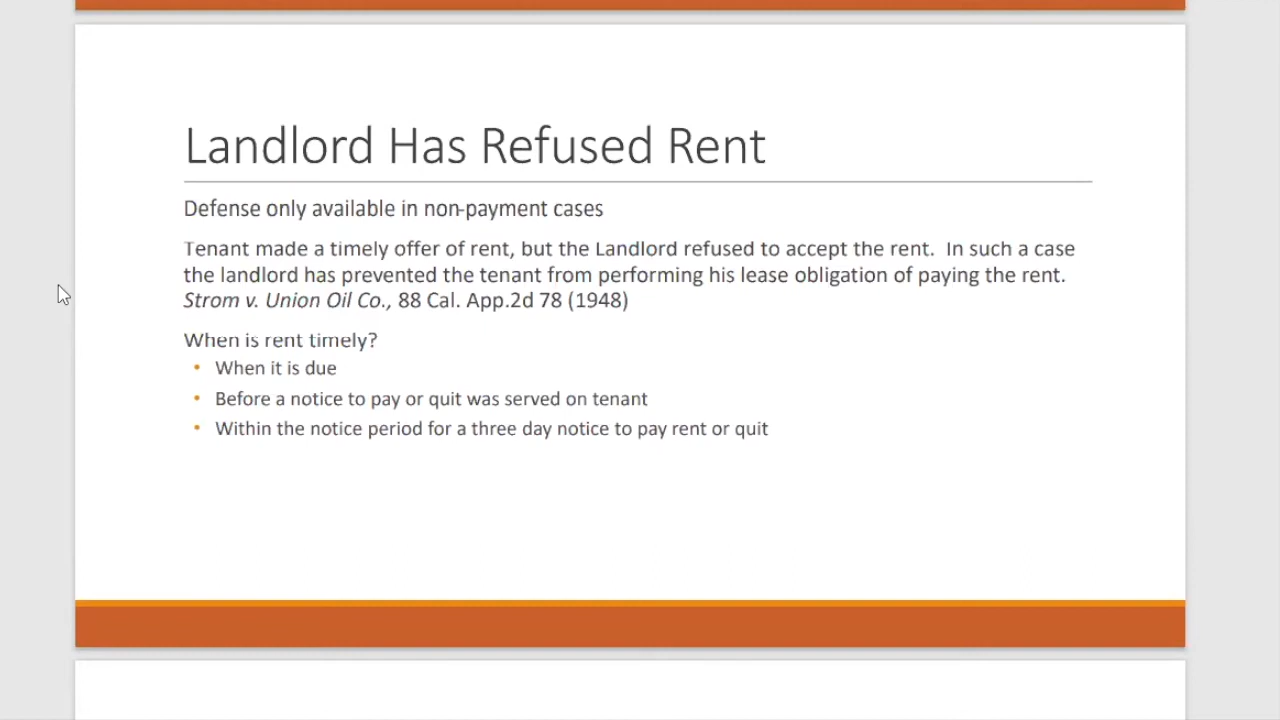 Landlord Has Refused Rent
Defense only available in non-payment cases
Tenant made a timely offer of rent, but the Landlord refused to accept the rent.  In such a case
the landlord has prevented the tenant from performing his lease obligation of paying the rent.
Strom v. Union Oil Co., 88 Cal. App.2d 78 (1948)
When is rent timely?
• When it is due
• Before a notice to pay or quit was served on tenant
• Within the notice period for a three day notice to pay rent or quit